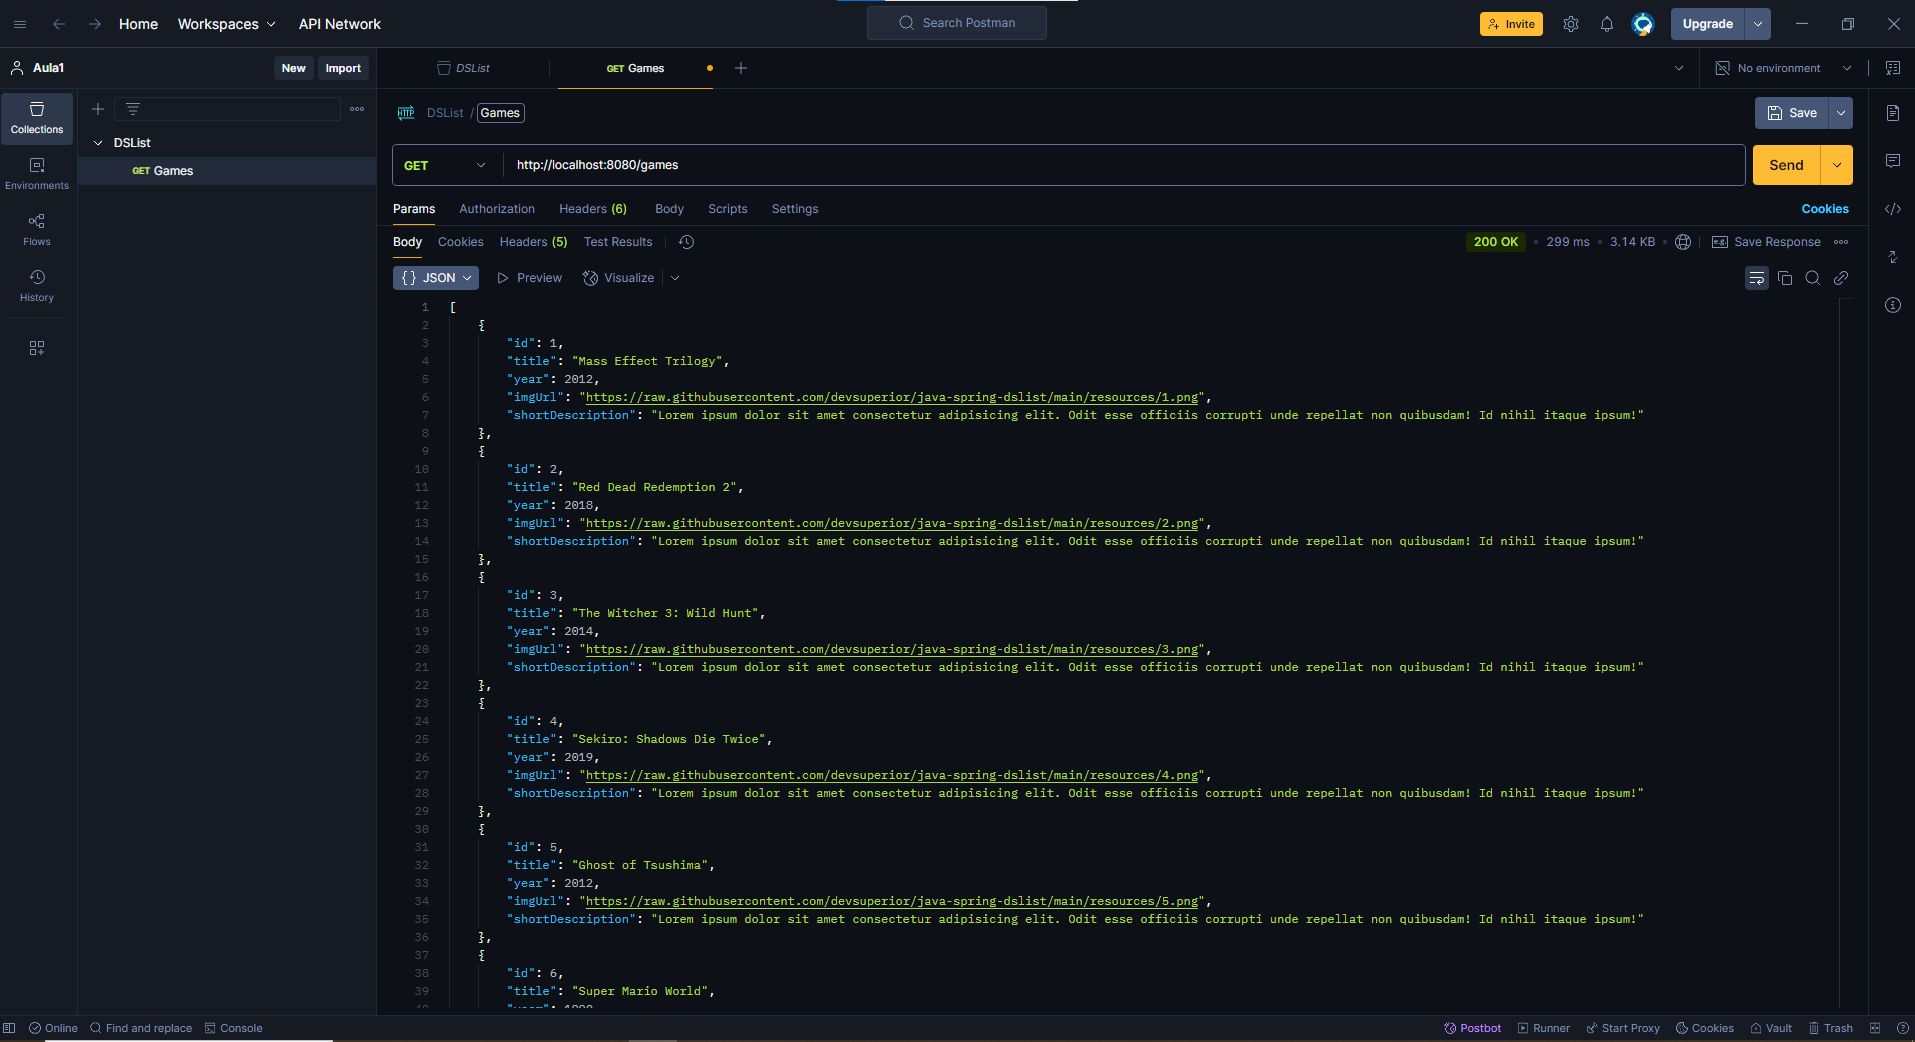 Home Workspaces API Network Search Postman Invite Upgrade
Aula1 New Import DSList GET Games No environment
Collections
Environments
Flows
History
DSList
GET Games
HTTP DSList / Games Save
GET http://localhost:8080/games Send
Params Authorization Headers (6) Body Scripts Settings Cookies
Body Cookies Headers (5) Test Results 200 OK • 299 ms • 3.14 KB • Save Response
{} JSON Preview Visualize
1 [
2 {
3 "id": 1,
4 "title": "Mass Effect Trilogy",
5 "year": 2012,
6 "imgUrl": "https://raw.githubusercontent.com/devsuperior/java-spring-dslist/main/resources/1.png",
7 "shortDescription": "Lorem ipsum dolor sit amet consectetur adipisicing elit. Odit esse officiis corrupti unde repellat non quibusdam! Id nihil itaque ipsum!"
8 },
9 {
10 "id": 2,
11 "title": "Red Dead Redemption 2",
12 "year": 2018,
13 "imgUrl": "https://raw.githubusercontent.com/devsuperior/java-spring-dslist/main/resources/2.png",
14 "shortDescription": "Lorem ipsum dolor sit amet consectetur adipisicing elit. Odit esse officiis corrupti unde repellat non quibusdam! Id nihil itaque ipsum!"
15 },
16 {
17 "id": 3,
18 "title": "The Witcher 3: Wild Hunt",
19 "year": 2014,
20 "imgUrl": "https://raw.githubusercontent.com/devsuperior/java-spring-dslist/main/resources/3.png",
21 "shortDescription": "Lorem ipsum dolor sit amet consectetur adipisicing elit. Odit esse officiis corrupti unde repellat non quibusdam! Id nihil itaque ipsum!"
22 },
23 {
24 "id": 4,
25 "title": "Sekiro: Shadows Die Twice",
26 "year": 2019,
27 "imgUrl": "https://raw.githubusercontent.com/devsuperior/java-spring-dslist/main/resources/4.png",
28 "shortDescription": "Lorem ipsum dolor sit amet consectetur adipisicing elit. Odit esse officiis corrupti unde repellat non quibusdam! Id nihil itaque ipsum!"
29 },
30 {
31 "id": 5,
32 "title": "Ghost of Tsushima",
33 "year": 2012,
34 "imgUrl": "https://raw.githubusercontent.com/devsuperior/java-spring-dslist/main/resources/5.png",
35 "shortDescription": "Lorem ipsum dolor sit amet consectetur adipisicing elit. Odit esse officiis corrupti unde repellat non quibusdam! Id nihil itaque ipsum!"
36 },
37 {
38 "id": 6,
39 "title": "Super Mario World",
Online Find and replace Console Postbot Runner Start Proxy Cookies Vault Trash